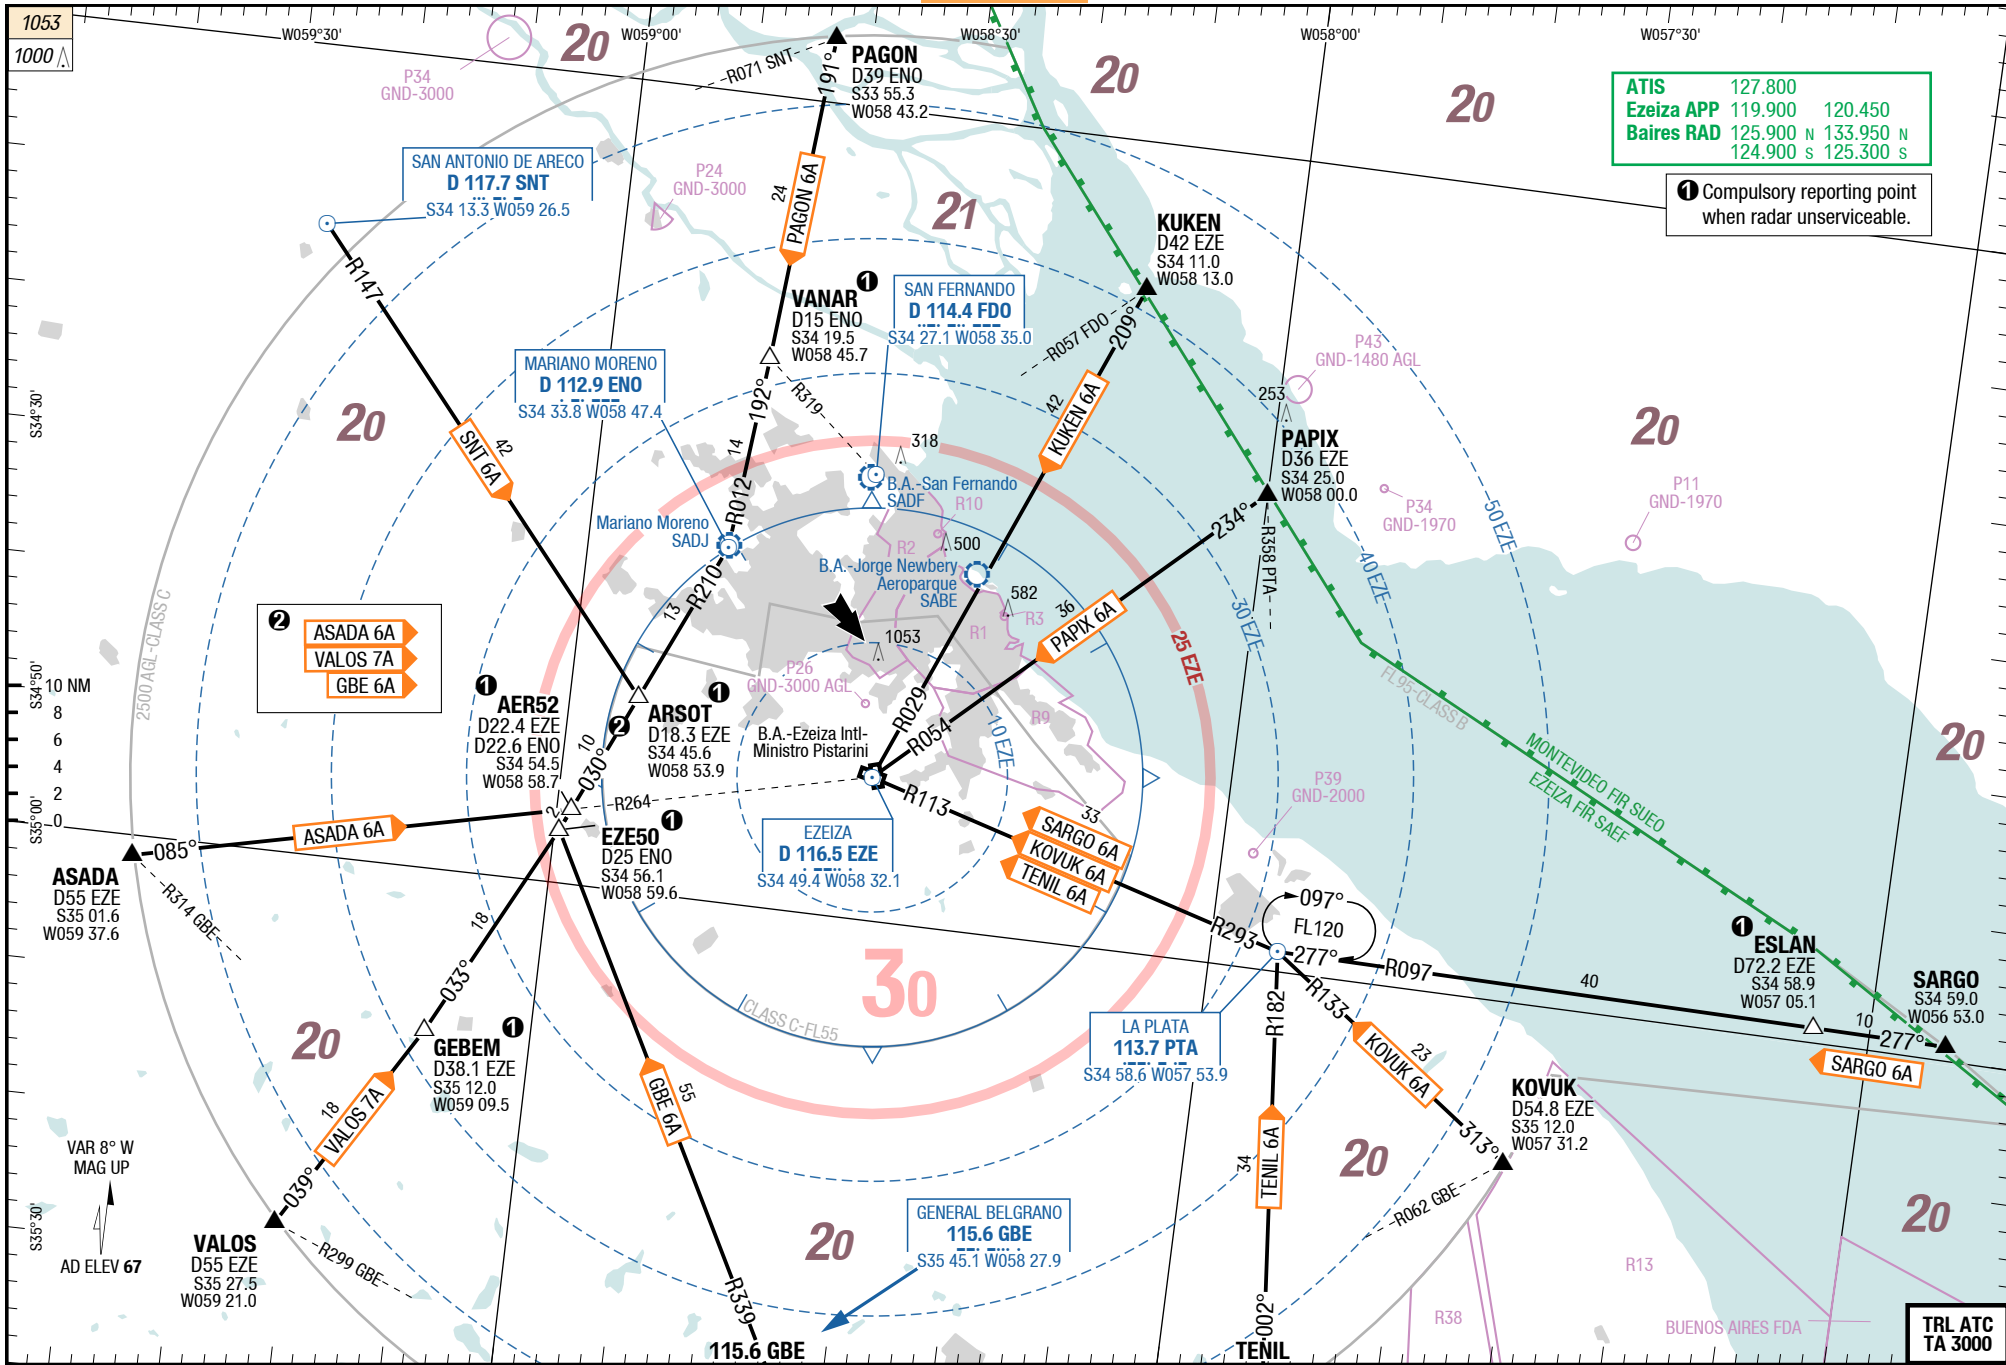 1053
1000
W059°30'
W059°00'
W058°30'
W058°00'
W057°30'
20
20
20
P34
GND-3000
R071 SNT
191°
PAGON
D39 ENO
S33 55.3
W058 43.2
ATIS 127.800
Ezeiza APP 119.900 120.450
Baires RAD 125.900 N 133.950 N
124.900 S 125.300 S
1 Compulsory reporting point
when radar unserviceable.
SAN ANTONIO DE ARECO
D 117.7 SNT
S34 13.3 W059 26.5
P24
GND-3000
24
PAGON 6A
21
KUKEN
D42 EZE
S34 11.0
W058 13.0
R147
VANAR 1
D15 ENO
S34 19.5
W058 45.7
SAN FERNANDO
D 114.4 FDO
S34 27.1 W058 35.0
R057 FDO
209°
MARIANO MORENO
D 112.9 ENO
S34 33.8 W058 47.4
R319
192°
42
KUKEN 6A
P43
GND-1480 AGL
253
S34°30'
20
42
SNT 6A
14
R012
318
B.A.-San Fernando
SADF
PAPIX
D36 EZE
S34 25.0
W058 00.0
20
Mariano Moreno
SADJ
R10
R2
500
234°
P34
GND-1970
P11
GND-1970
50 EZE
R358 PTA
40 EZE
B.A.-Jorge Newbery
Aeroparque
SABE
582
R3
R1
36
PAPIX 6A
30 EZE
25 EZE
2500 AGL-CLASS C
2
ASADA 6A
VALOS 7A
GBE 6A
13
R210
1053
P26
GND-3000 AGL
FL95-CLASS B
S34°50'
10 NM
8
6
4
2
0
S35°00'
1
AER52
D22.4 EZE
D22.6 ENO
S34 54.5
W058 58.7
10
030°
2
ARSOT 1
D18.3 EZE
S34 45.6
W058 53.9
B.A.-Ezeiza Intl-
Ministro Pistarini
R029
R054
10 EZE
R9
MONTEVIDEO FIR SUEO
EZEIZA FIR SAEF
20
R264
2
R113
P39
GND-2000
ASADA 6A
085°
ASADA
D55 EZE
S35 01.6
W059 37.6
R314 GBE
EZE50 1
D25 ENO
S34 56.1
W058 59.6
EZEIZA
D 116.5 EZE
S34 49.4 W058 32.1
33
SARGO 6A
KOVUK 6A
TENIL 6A
R293
097°
FL120
277°
R097
40
1
ESLAN
D72.2 EZE
S34 58.9
W057 05.1
SARGO
S34 59.0
W056 53.0
10
277°
SARGO 6A
18
033°
30
CLASS C-FL55
R182
R133
LA PLATA
113.7 PTA
S34 58.6 W057 53.9
20
GEBEM 1
D38.1 EZE
S35 12.0
W059 09.5
18
VALOS 7A
55
GBE 6A
23
KOVUK 6A
KOVUK
D54.8 EZE
S35 12.0
W057 31.2
313°
VAR 8° W
MAG UP
AD ELEV 67
S35°30'
039°
VALOS
D55 EZE
S35 27.5
W059 21.0
R299 GBE
34
TENIL 6A
20
R062 GBE
20
20
GENERAL BELGRANO
115.6 GBE
S35 45.1 W058 27.9
R339
115.6 GBE
002°
TENIL
R13
R38
BUENOS AIRES FDA
TRL ATC
TA 3000